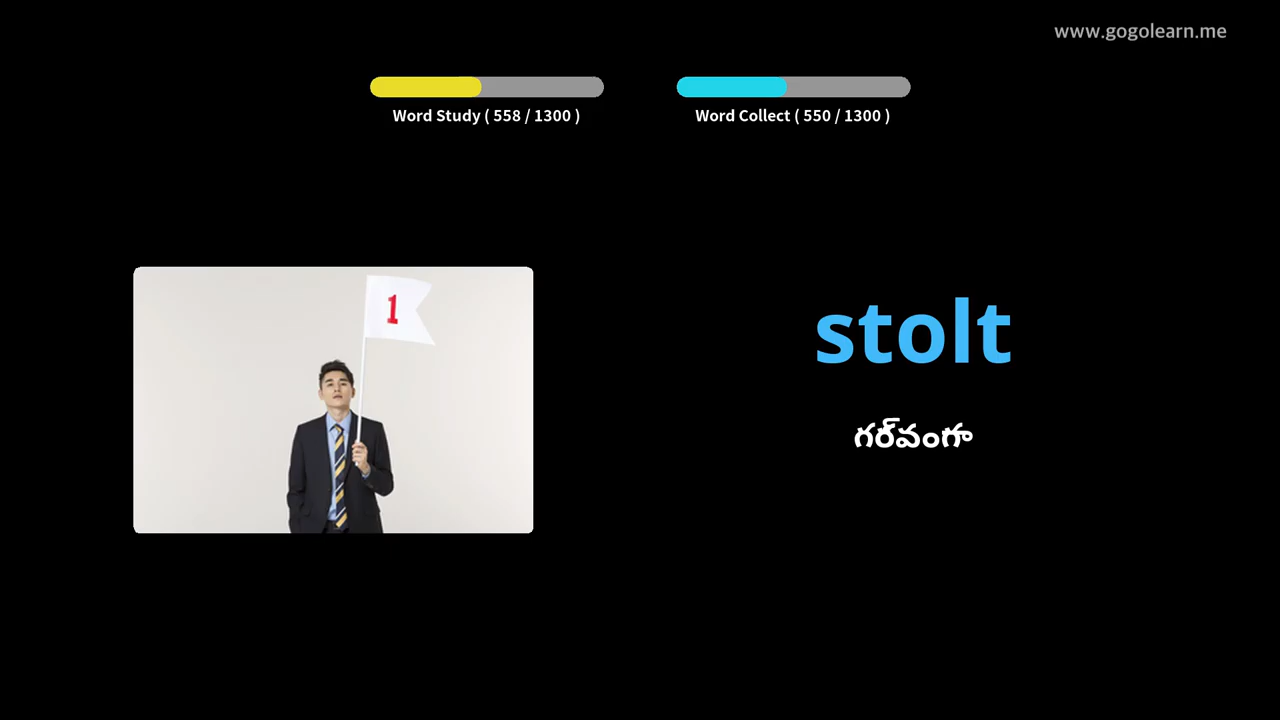 www.gogolearn.me
Word Study ( 558 / 1300 )
Word Collect ( 550 / 1300 )
1
stolt
గర్‌వంగా